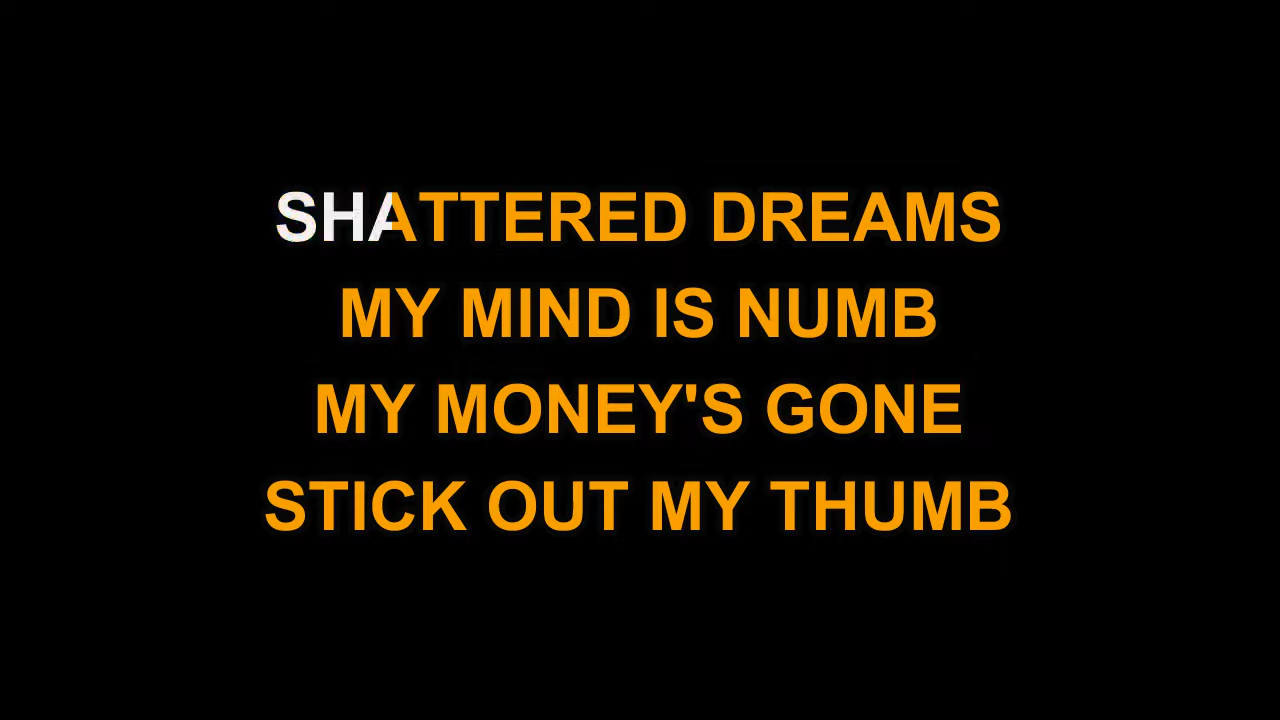 SHATTERED DREAMS
MY MIND IS NUMB
MY MONEY'S GONE
STICK OUT MY THUMB